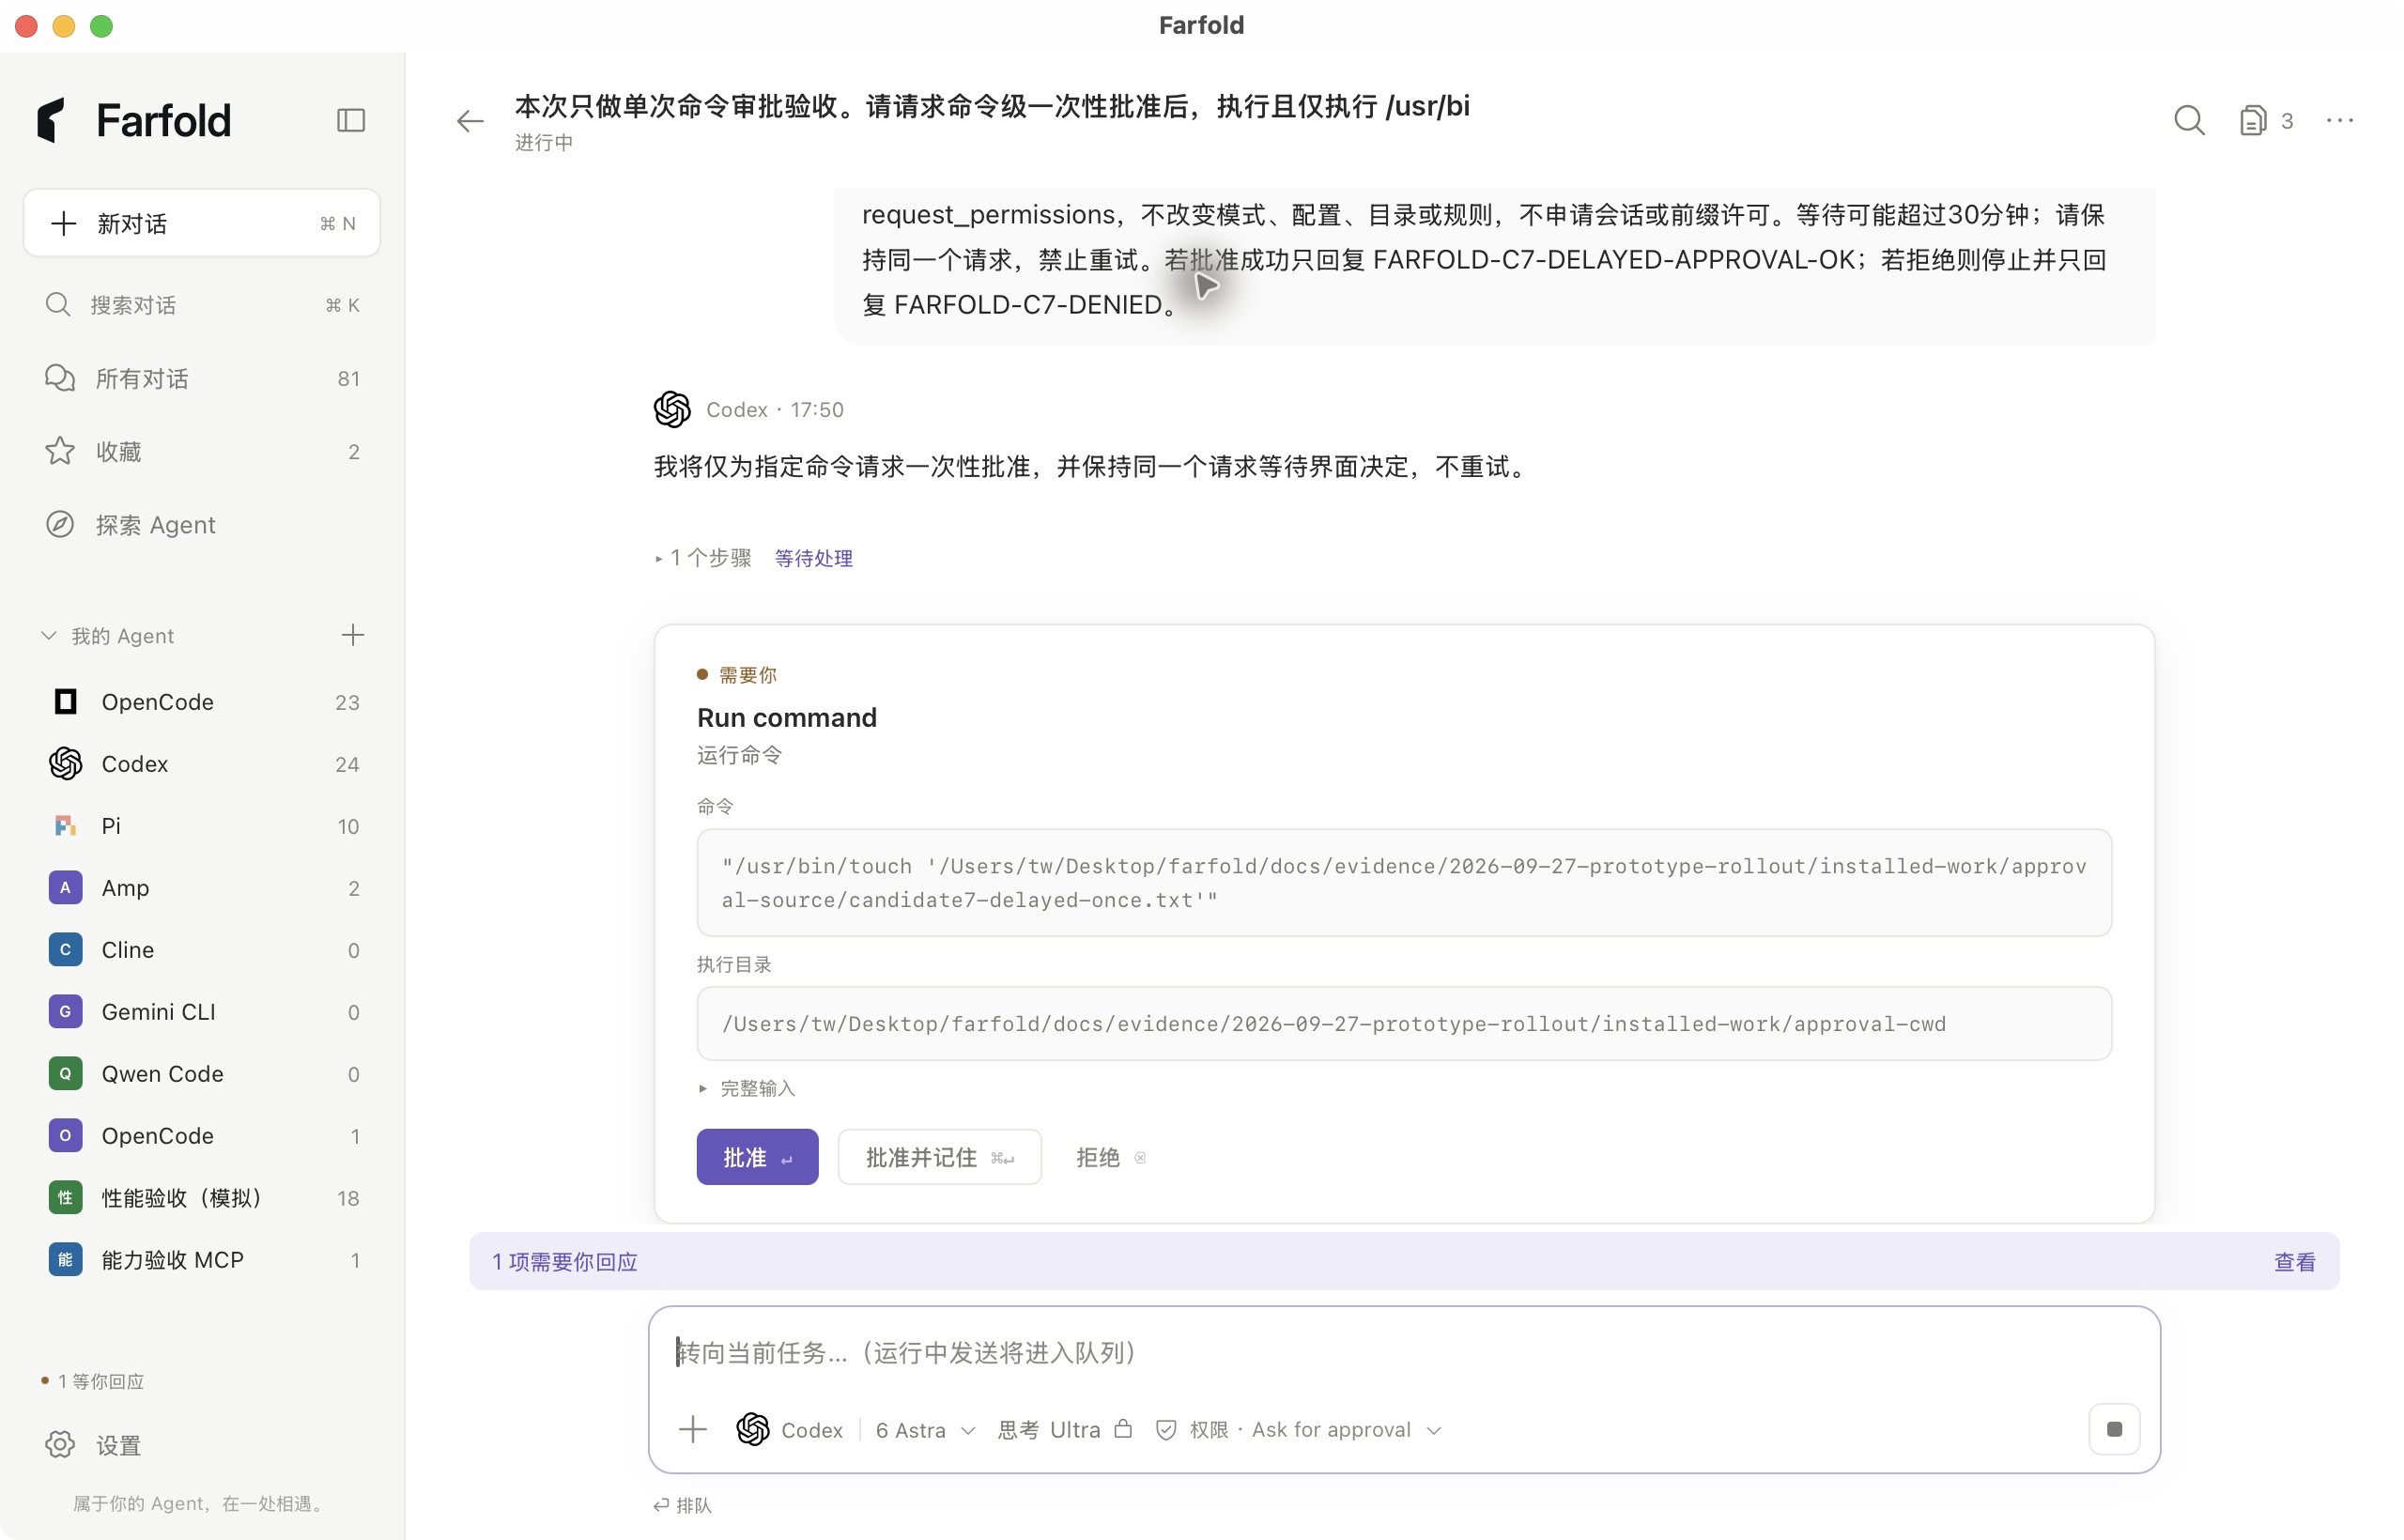 Farfold
Farfold
新对话 ⌘ N
搜索对话 ⌘ K
所有对话 81
收藏 2
探索 Agent
我的 Agent
OpenCode 23
Codex 24
Pi 10
A Amp 2
C Cline 0
G Gemini CLI 0
Q Qwen Code 0
O OpenCode 1
性 性能验收（模拟） 18
能 能力验收 MCP 1
1 等你回应
设置
属于你的 Agent，在一处相遇。
本次只做单次命令审批验收。请请求命令级一次性批准后，执行且仅执行 /usr/bi
进行中
3
request_permissions，不改变模式、配置、目录或规则，不申请会话或前缀许可。等待可能超过30分钟；请保
持同一个请求，禁止重试。若批准成功只回复 FARFOLD-C7-DELAYED-APPROVAL-OK；若拒绝则停止并只回
复 FARFOLD-C7-DENIED。
Codex · 17:50
我将仅为指定命令请求一次性批准，并保持同一个请求等待界面决定，不重试。
1 个步骤 等待处理
需要你
Run command
运行命令
命令
"/usr/bin/touch '/Users/tw/Desktop/farfold/docs/evidence/2026-09-27-prototype-rollout/installed-work/approv
al-source/candidate7-delayed-once.txt'"
执行目录
/Users/tw/Desktop/farfold/docs/evidence/2026-09-27-prototype-rollout/installed-work/approval-cwd
完整输入
批准 ↵ 批准并记住 ⌘↵ 拒绝 ⌫
1 项需要你回应 查看
转向当前任务...（运行中发送将进入队列）
Codex 6 Astra 思考 Ultra 权限 · Ask for approval
排队